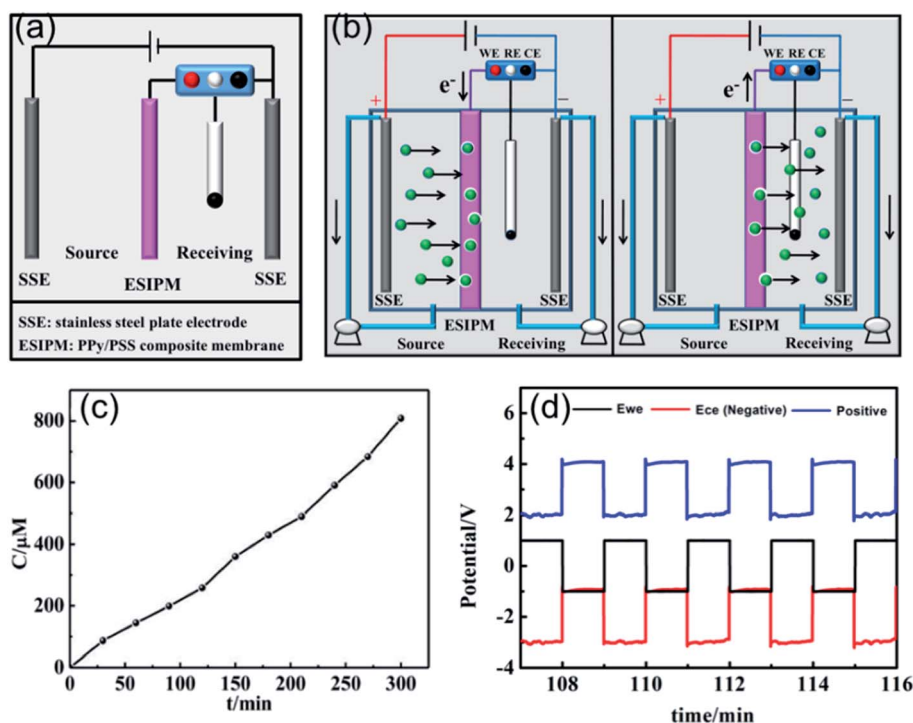 (a)
Source
Receiving
SSE
ESIPM
SSE
SSE: stainless steel plate electrode
ESIPM: PPy/PSS composite membrane
(b)
WE RE CE
e-
+
−
SSE
SSE
ESIPM
Source
Receiving
WE RE CE
e-
+
−
SSE
SSE
ESIPM
Source
Receiving
(c)
C/μM
800
600
400
200
0
0 50 100 150 200 250 300
t/min
(d)
Ewe
Ece (Negative)
Positive
Potential/V
6
4
2
0
-2
-4
108 110 112 114 116
time/min